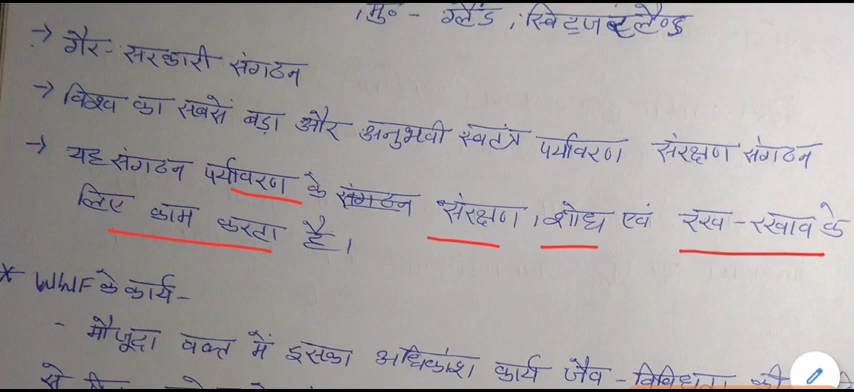 ,मु० - ग्लैंड , स्विट्जरलैण्ड
→ गैर- सरकारी संगठन
→ विश्व का सबसे बड़ा और अनुभवी स्वतंत्र पर्यावरण संरक्षण संगठन
→ यह संगठन पर्यावरण के संगठन संरक्षण, शोध एवं रख - रखाव के
लिए काम करता है।
* WWF के कार्य -
- मौजूदा वक्त में इसका अधिकांश कार्य जैव - विविधता की
से